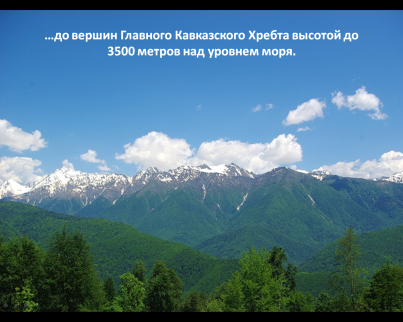 …до вершин Главного Кавказского Хребта высотой до
3500 метров над уровнем моря.